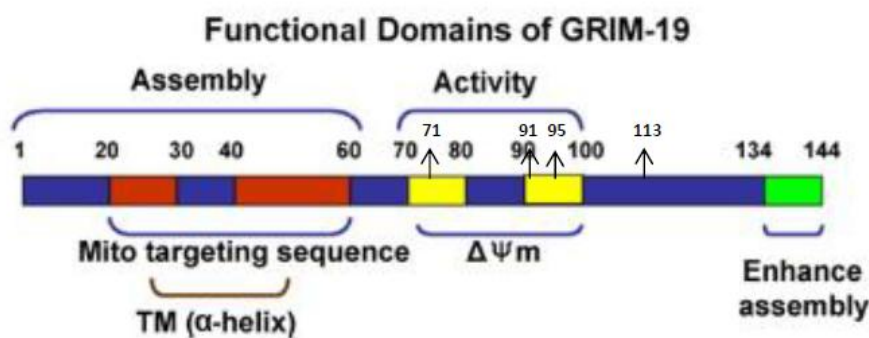 Functional Domains of GRIM-19
Assembly
Activity
71 91 95 113
1 20 30 40 60 70 80 90 100 134 144
Mito targeting sequence
ΔΨm
TM (α-helix)
Enhance
assembly